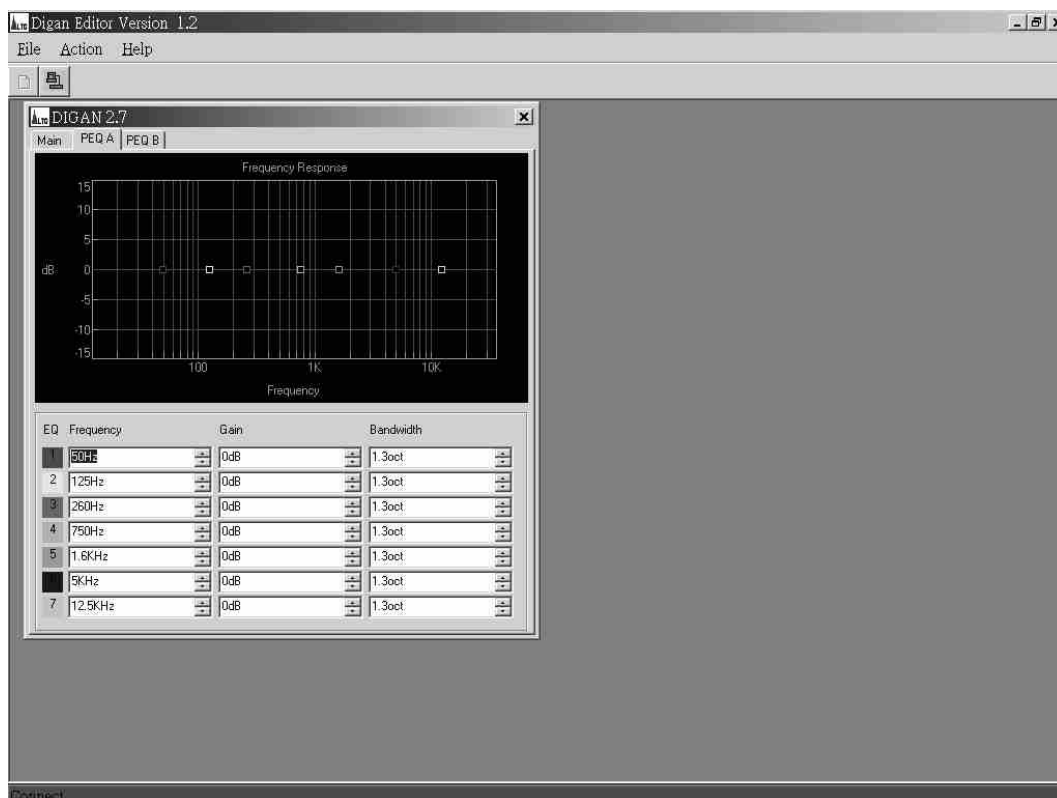 ALTO Digan Editor Version 1.2
File Action Help
ALTO DIGAN 2.7
Main PEQ A PEQ B
Frequency Response
15
10
5
dB 0
-5
-10
-15
100 1K 10K
Frequency
EQ Frequency Gain Bandwidth
1 50Hz 0dB 1.3oct
2 125Hz 0dB 1.3oct
3 260Hz 0dB 1.3oct
4 750Hz 0dB 1.3oct
5 1.6KHz 0dB 1.3oct
5KHz 0dB 1.3oct
7 12.5KHz 0dB 1.3oct
Connect